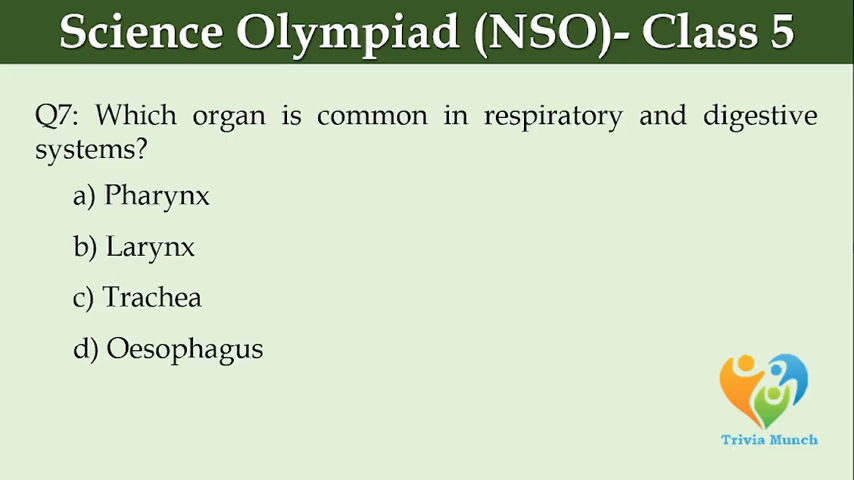 Science Olympiad (NSO)- Class 5
Q7: Which organ is common in respiratory and digestive
systems?
a) Pharynx
b) Larynx
c) Trachea
d) Oesophagus
Trivia Munch